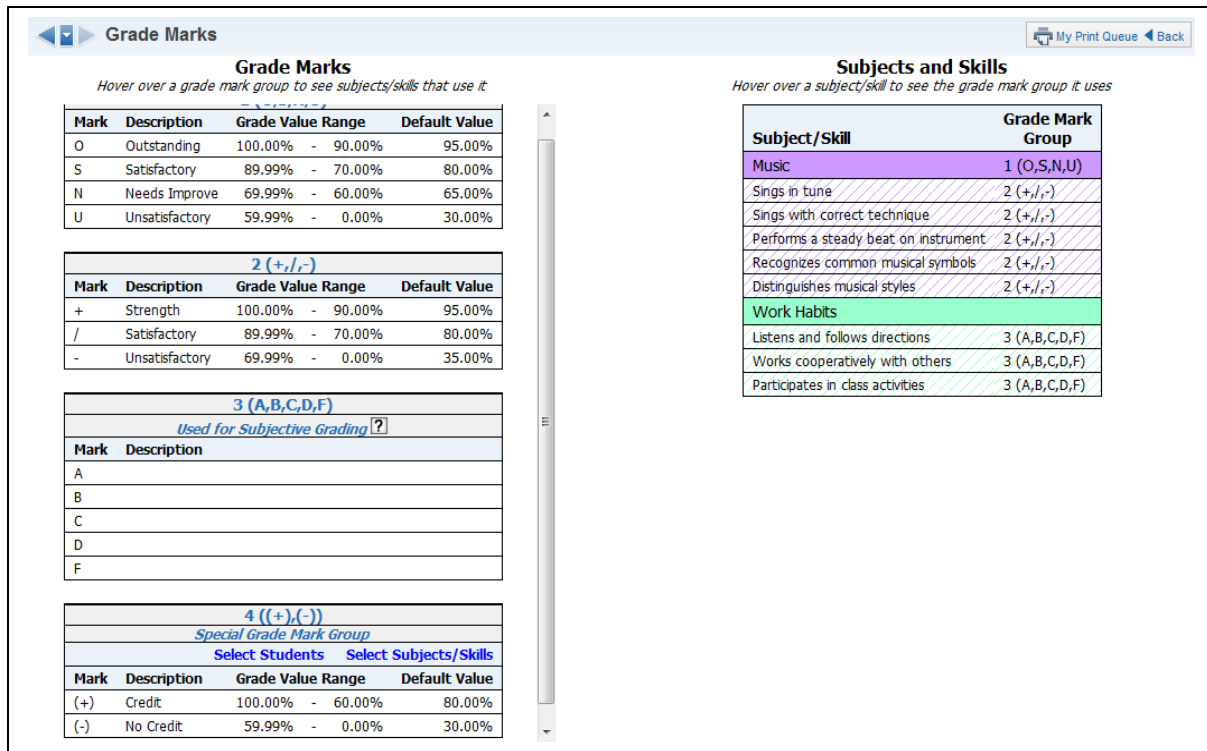 Grade Marks
My Print Queue Back
Grade Marks
Hover over a grade mark group to see subjects/skills that use it
Mark Description Grade Value Range Default Value
O Outstanding 100.00% - 90.00% 95.00%
S Satisfactory 89.99% - 70.00% 80.00%
N Needs Improve 69.99% - 60.00% 65.00%
U Unsatisfactory 59.99% - 0.00% 30.00%
2 (+,/,-)
Mark Description Grade Value Range Default Value
+ Strength 100.00% - 90.00% 95.00%
/ Satisfactory 89.99% - 70.00% 80.00%
- Unsatisfactory 69.99% - 0.00% 35.00%
3 (A,B,C,D,F)
Used for Subjective Grading ?
Mark Description
A
B
C
D
F
4 ((+),(-))
Special Grade Mark Group
Select Students Select Subjects/Skills
Mark Description Grade Value Range Default Value
(+) Credit 100.00% - 60.00% 80.00%
(-) No Credit 59.99% - 0.00% 30.00%
Subjects and Skills
Hover over a subject/skill to see the grade mark group it uses
Subject/Skill Grade Mark Group
Music 1 (O,S,N,U)
Sings in tune 2 (+,/,-)
Sings with correct technique 2 (+,/,-)
Performs a steady beat on instrument 2 (+,/,-)
Recognizes common musical symbols 2 (+,/,-)
Distinguishes musical styles 2 (+,/,-)
Work Habits
Listens and follows directions 3 (A,B,C,D,F)
Works cooperatively with others 3 (A,B,C,D,F)
Participates in class activities 3 (A,B,C,D,F)